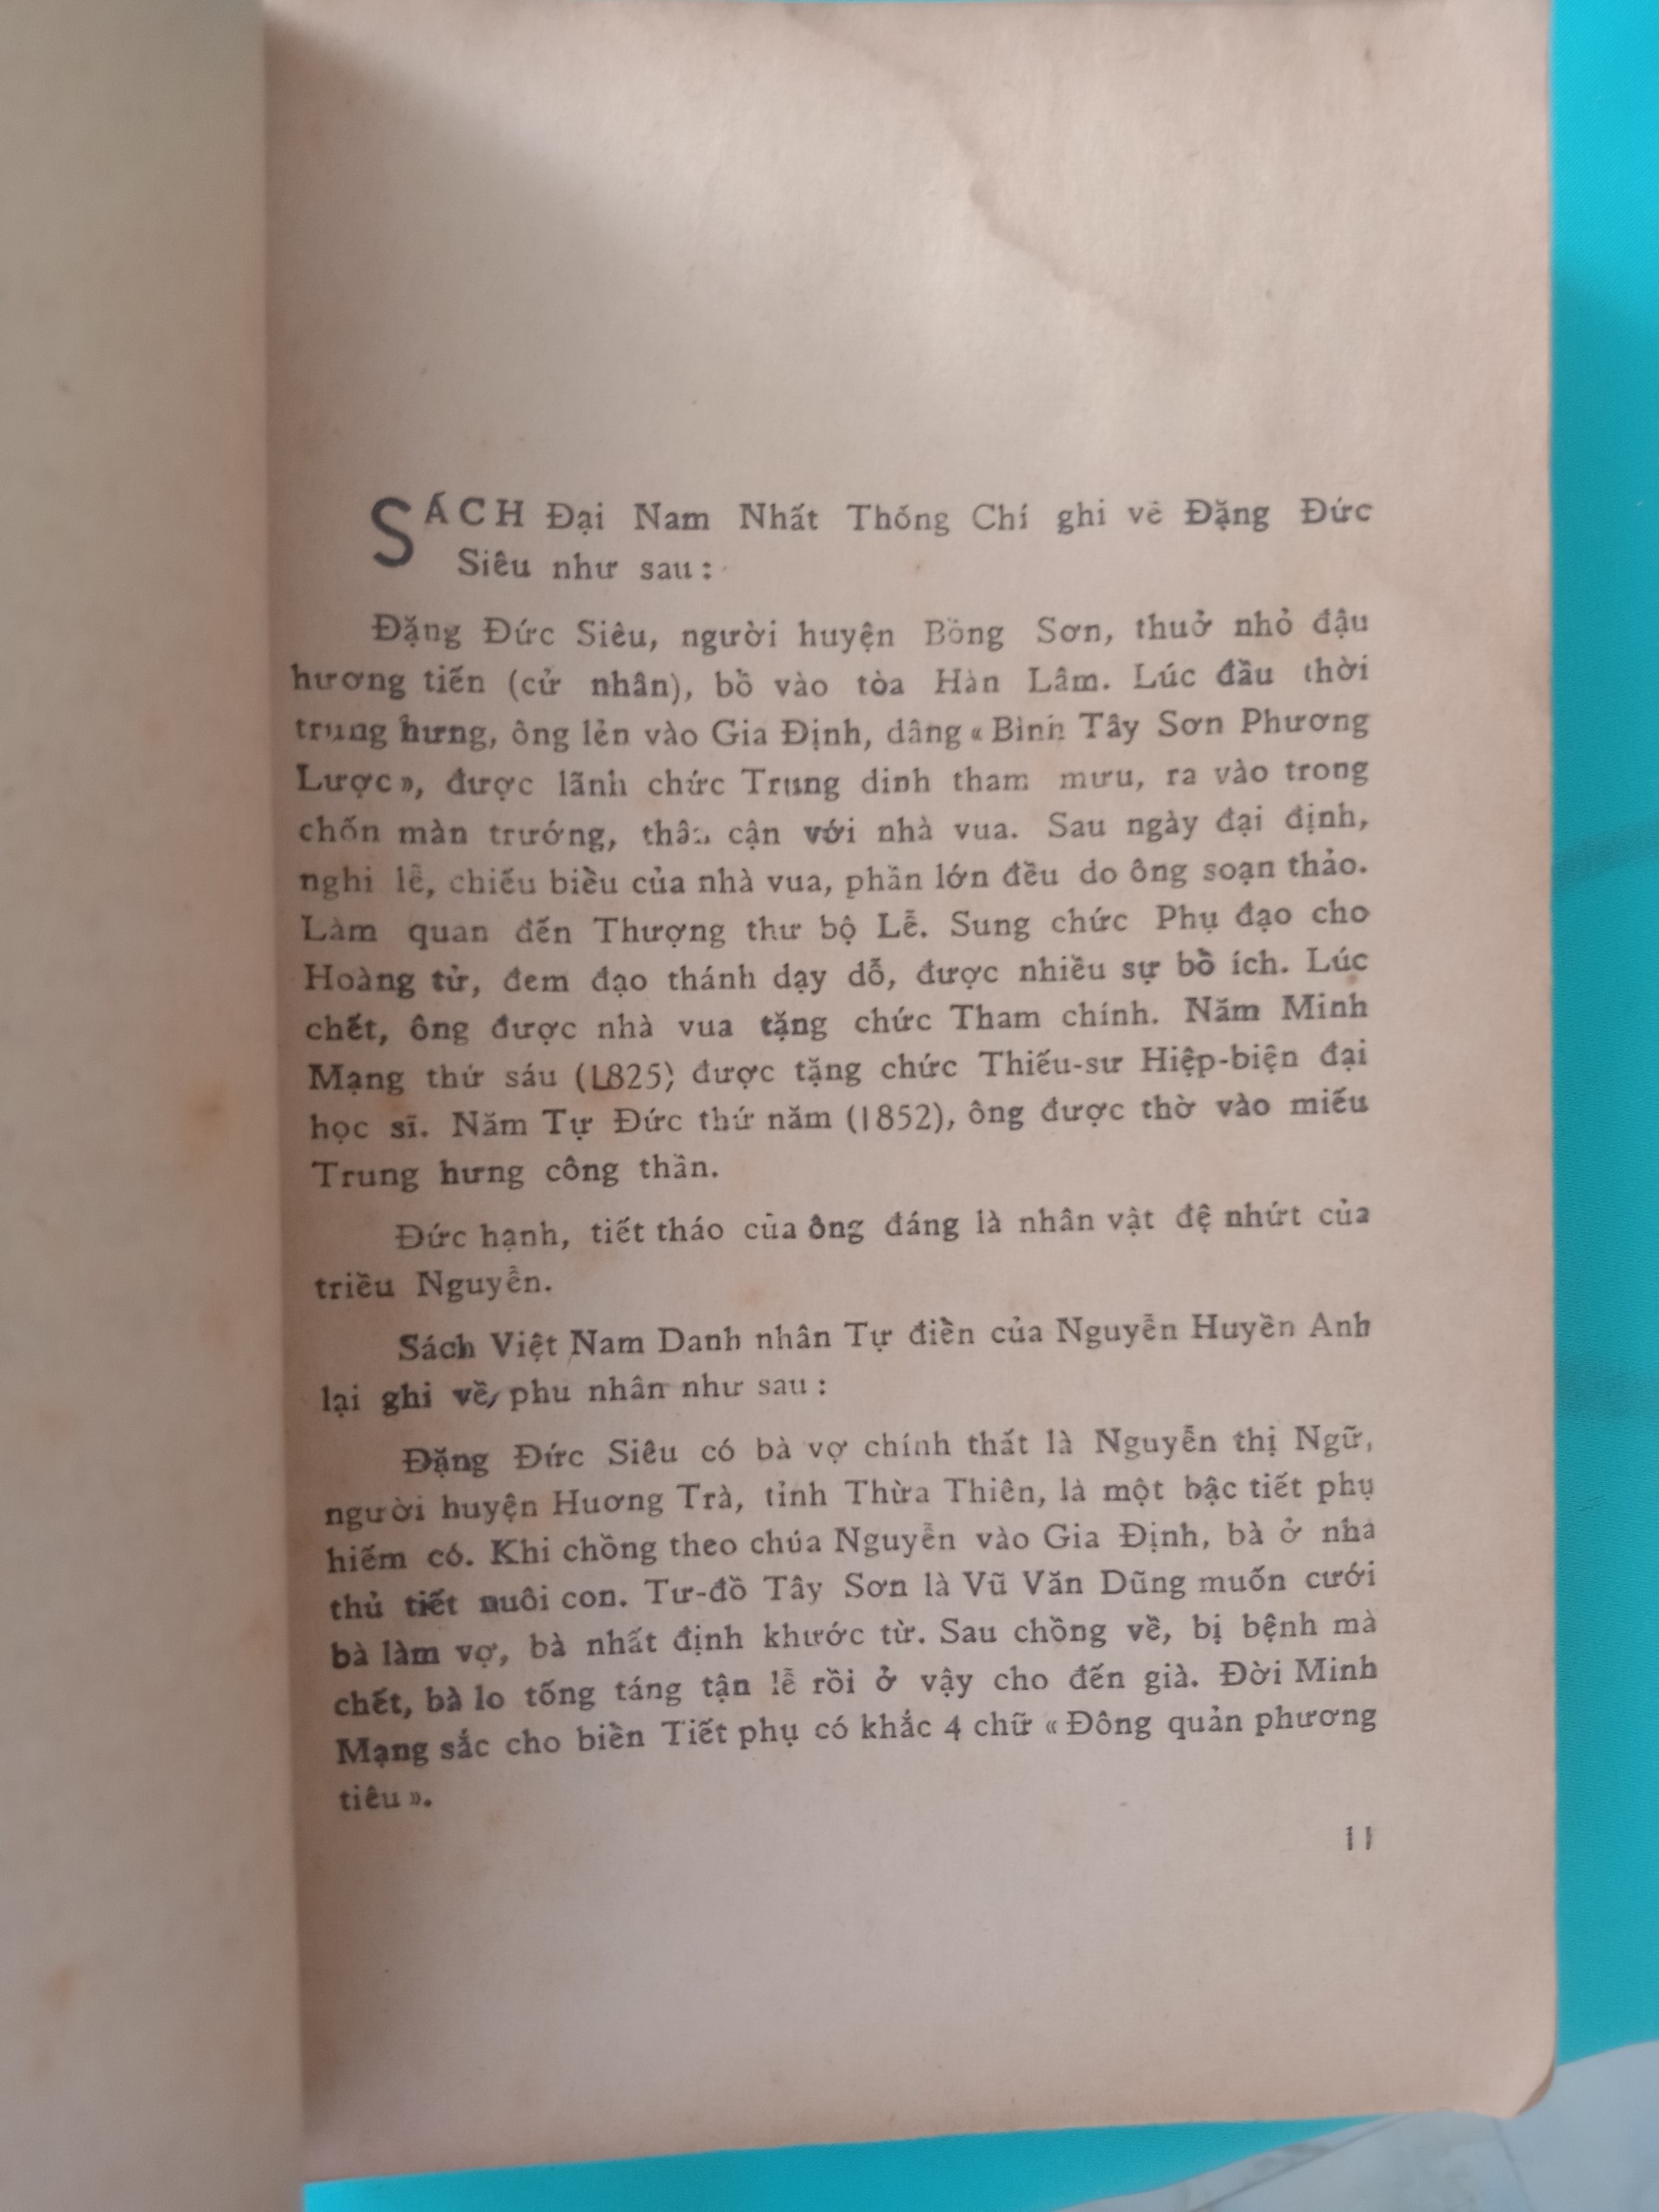 SÁCH Đại Nam Nhất Thống Chí ghi về Đặng Đức
Siêu như sau :
Đặng Đức Siêu, người huyện Bồng Sơn, thuở nhỏ đậu
hương tiến (cử nhân), bổ vào tòa Hàn Lâm. Lúc đầu thời
trung hưng, ông lẻn vào Gia Định, dâng « Bình Tây Sơn Phương
Lược », được lãnh chức Trung dinh tham mưu, ra vào trong
chốn màn trướng, thân cận với nhà vua. Sau ngày đại định,
nghi lễ, chiếu biểu của nhà vua, phần lớn đều do ông soạn thảo.
Làm quan đến Thượng thư bộ Lễ. Sung chức Phụ đạo cho
Hoàng tử, đem đạo thánh dạy dỗ, được nhiều sự bổ ích. Lúc
chết, ông được nhà vua tặng chức Tham chính. Năm Minh
Mạng thứ sáu (1825) được tặng chức Thiếu-sư Hiệp-biện đại
học sĩ. Năm Tự Đức thứ năm (1852), ông được thờ vào miếu
Trung hưng công thần.
Đức hạnh, tiết tháo của ông đáng là nhân vật đệ nhứt của
triều Nguyễn.
Sách Việt Nam Danh nhân Tự điển của Nguyễn Huyền Anh
lại ghi về phu nhân như sau :
Đặng Đức Siêu có bà vợ chính thất là Nguyễn thị Ngữ,
người huyện Huơng Trà, tỉnh Thừa Thiên, là một bậc tiết phụ
hiếm có. Khi chồng theo chúa Nguyễn vào Gia Định, bà ở nhà
thủ tiết nuôi con. Tư-đồ Tây Sơn là Vũ Văn Dũng muốn cưới
bà làm vợ, bà nhất định khước từ. Sau chồng về, bị bệnh mà
chết, bà lo tống táng tận lễ rồi ở vậy cho đến già. Đời Minh
Mạng sắc cho biển Tiết phụ có khắc 4 chữ « Đông quản phương
tiêu ».
11